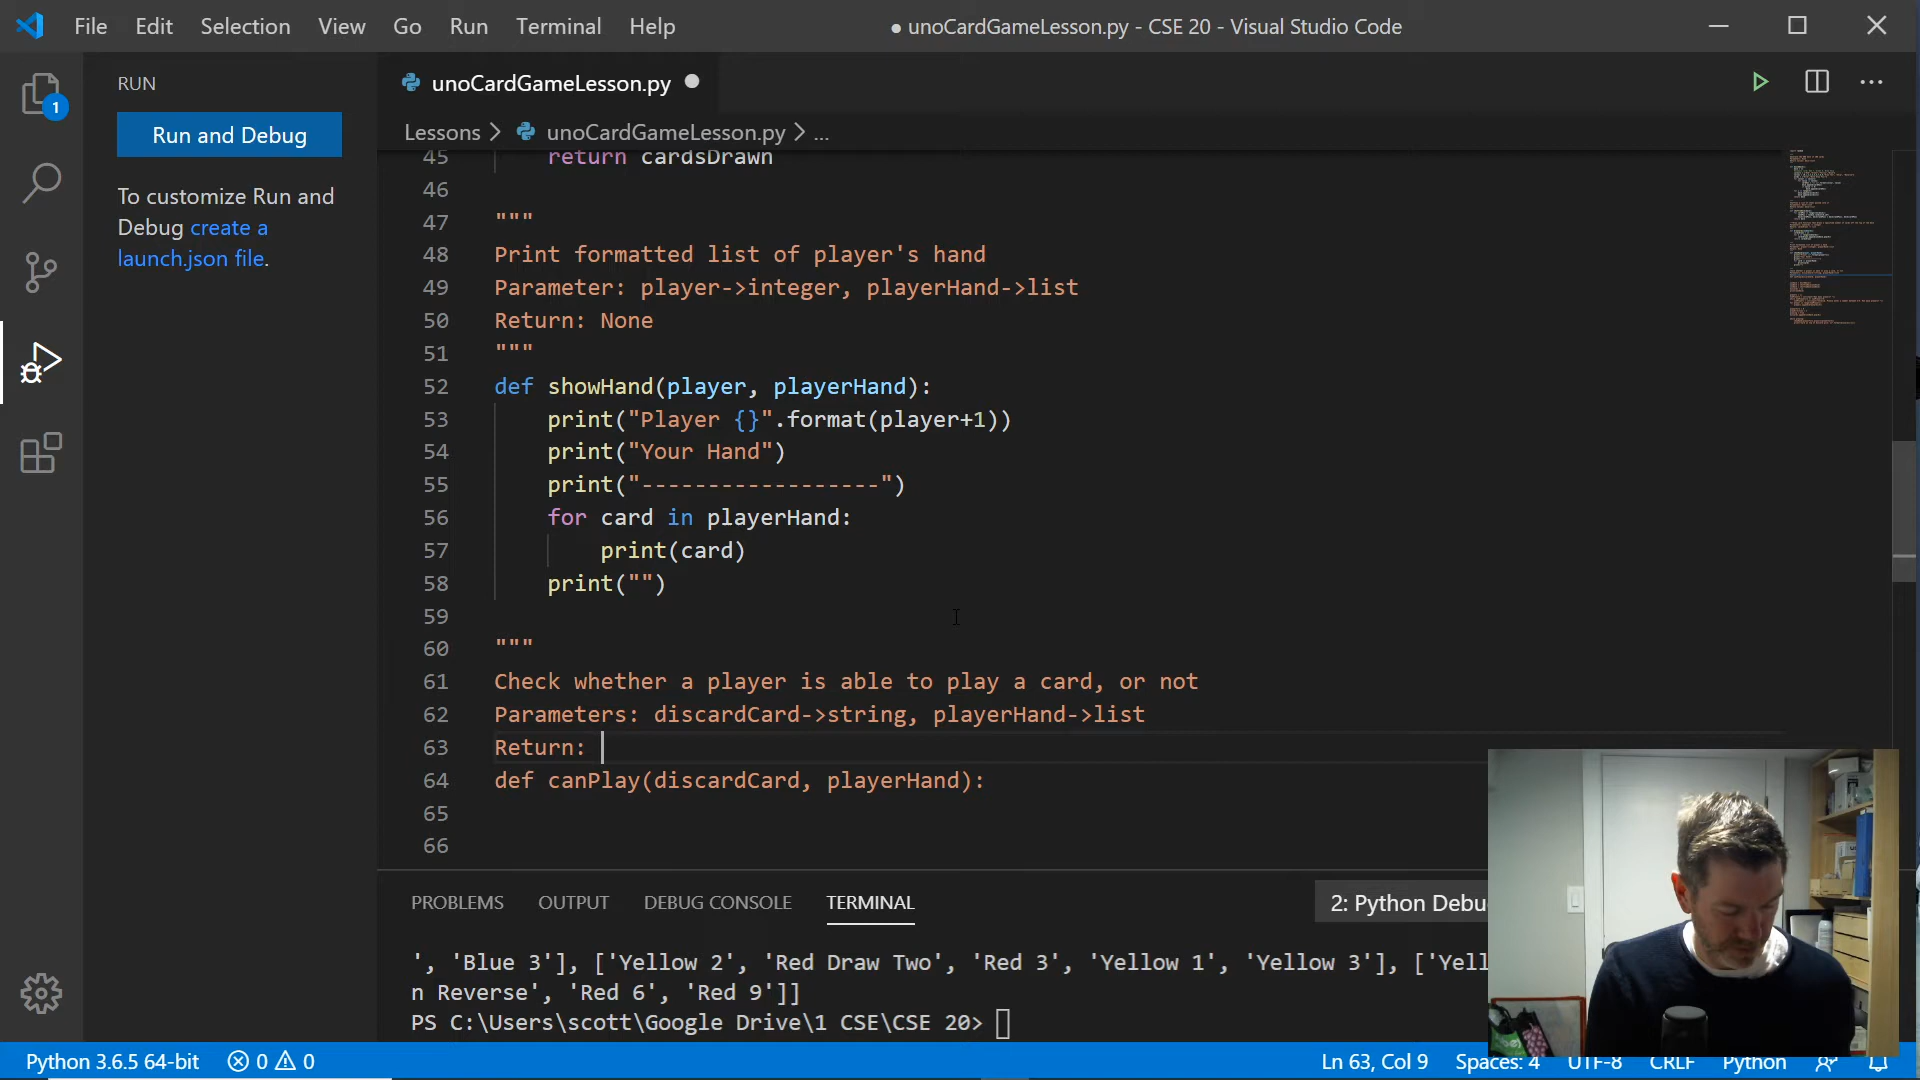 File Edit Selection View Go Run Terminal Help
● unoCardGameLesson.py - CSE 20 - Visual Studio Code
1
RUN
Run and Debug
To customize Run and
Debug create a
launch.json file.
unoCardGameLesson.py
Lessons > unoCardGameLesson.py > ...
45 return cardsDrawn
46
47 """
48 Print formatted list of player's hand
49 Parameter: player->integer, playerHand->list
50 Return: None
51 """
52 def showHand(player, playerHand):
53 print("Player {}".format(player+1))
54 print("Your Hand")
55 print("------------------")
56 for card in playerHand:
57 print(card)
58 print("")
59
60 """
61 Check whether a player is able to play a card, or not
62 Parameters: discardCard->string, playerHand->list
63 Return:
64 def canPlay(discardCard, playerHand):
65
66
PROBLEMS OUTPUT DEBUG CONSOLE TERMINAL 2: Python Debu
', 'Blue 3'], ['Yellow 2', 'Red Draw Two', 'Red 3', 'Yellow 1', 'Yellow 3'], ['Yell
n Reverse', 'Red 6', 'Red 9']]
PS C:\Users\scott\Google Drive\1 CSE\CSE 20>
Python 3.6.5 64-bit 0 0 Ln 63, Col 9 Spaces: 4 UTF-8 CRLF Python